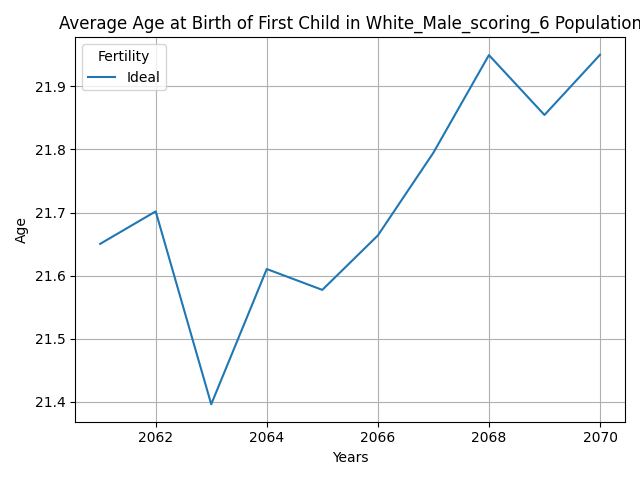 Average Age at Birth of First Child in White_Male_scoring_6 Population
Fertility
Ideal
21.9
21.8
21.7
21.6
21.5
21.4
Age
2062 2064 2066 2068 2070
Years